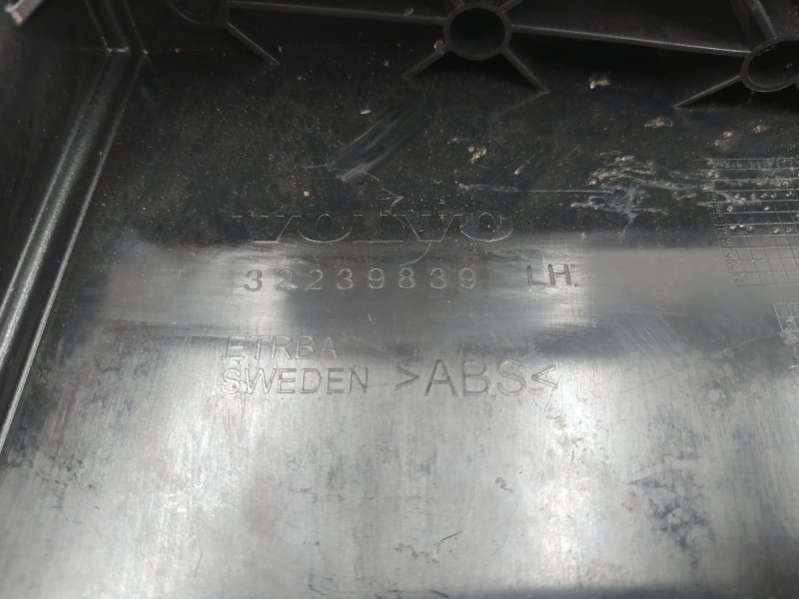 VOLVO
32239839 LH.
ETRBA
SWEDEN >ABS<